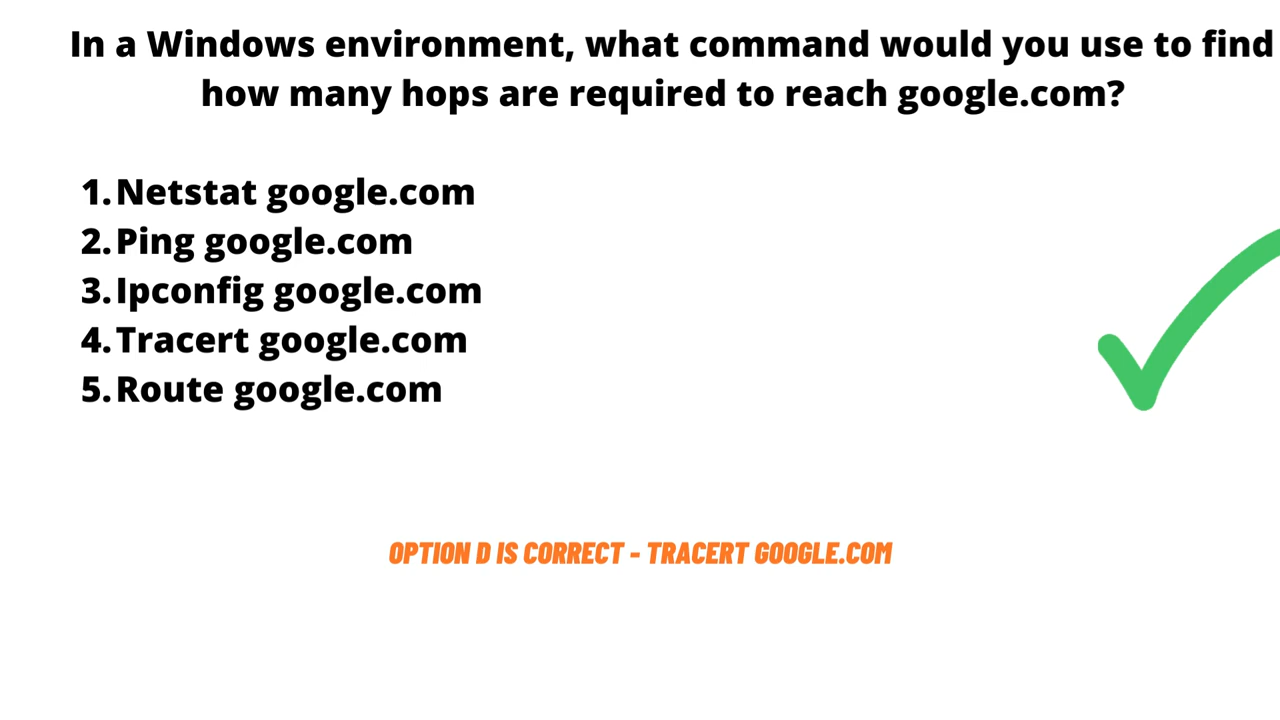 In a Windows environment, what command would you use to find
how many hops are required to reach google.com?
1. Netstat google.com
2. Ping google.com
3. Ipconfig google.com
4. Tracert google.com
5. Route google.com
OPTION D IS CORRECT - TRACERT GOOGLE.COM